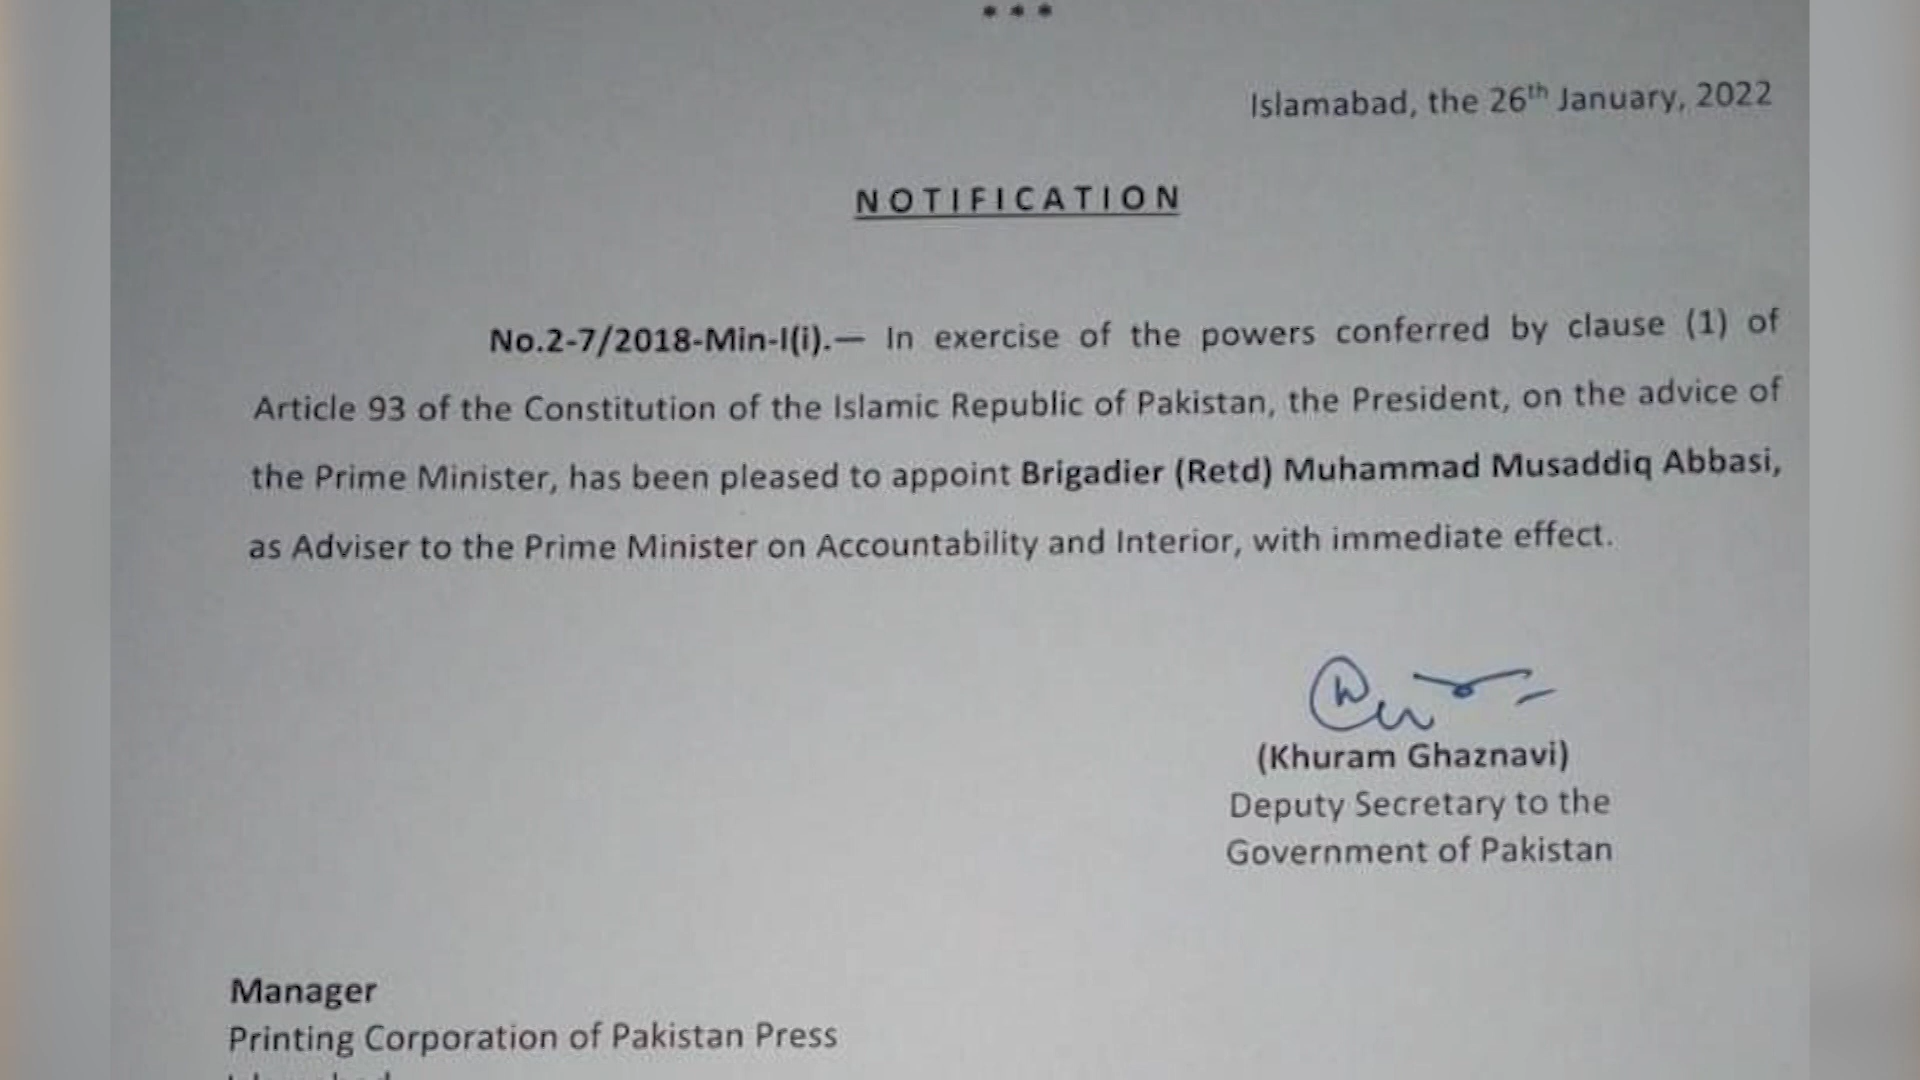 ***
Islamabad, the 26th January, 2022
NOTIFICATION
No.2-7/2018-Min-I(i).— In exercise of the powers conferred by clause (1) of
Article 93 of the Constitution of the Islamic Republic of Pakistan, the President, on the advice of
the Prime Minister, has been pleased to appoint Brigadier (Retd) Muhammad Musaddiq Abbasi,
as Adviser to the Prime Minister on Accountability and Interior, with immediate effect.
(Khuram Ghaznavi)
Deputy Secretary to the
Government of Pakistan
Manager
Printing Corporation of Pakistan Press